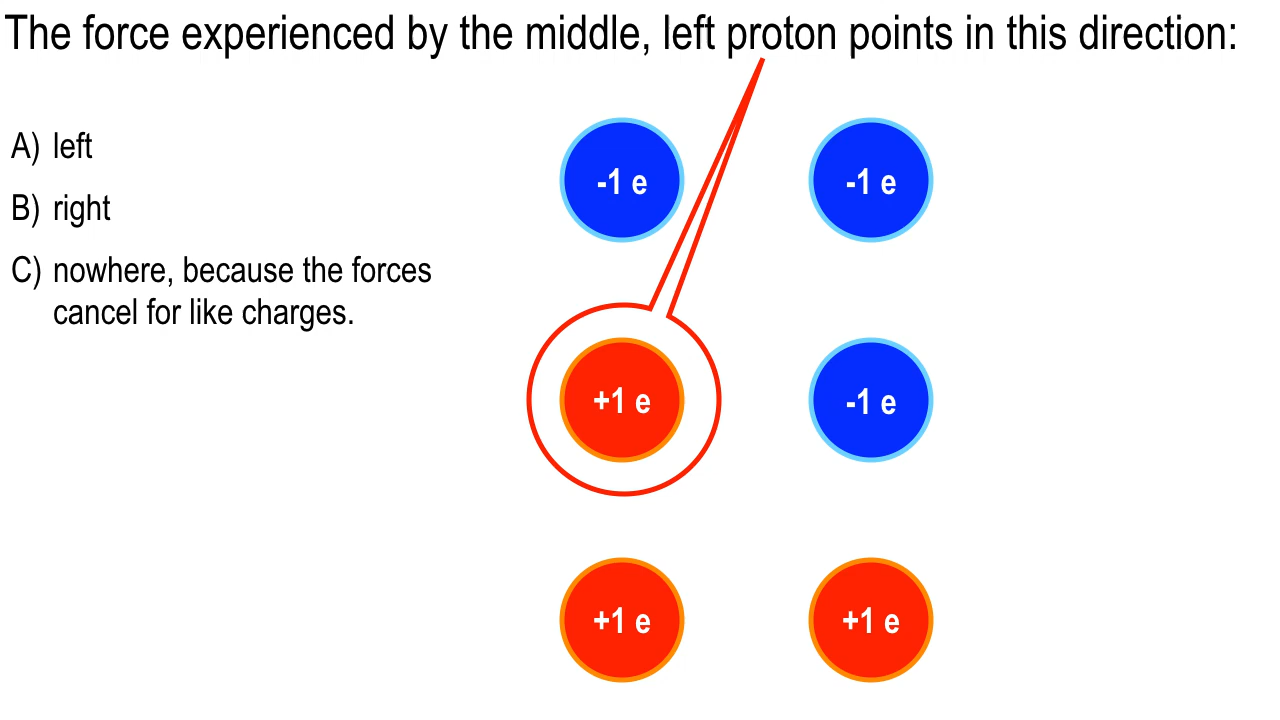 The force experienced by the middle, left proton points in this direction:
A) left
B) right
C) nowhere, because the forces
cancel for like charges.
-1 e
-1 e
+1 e
-1 e
+1 e
+1 e